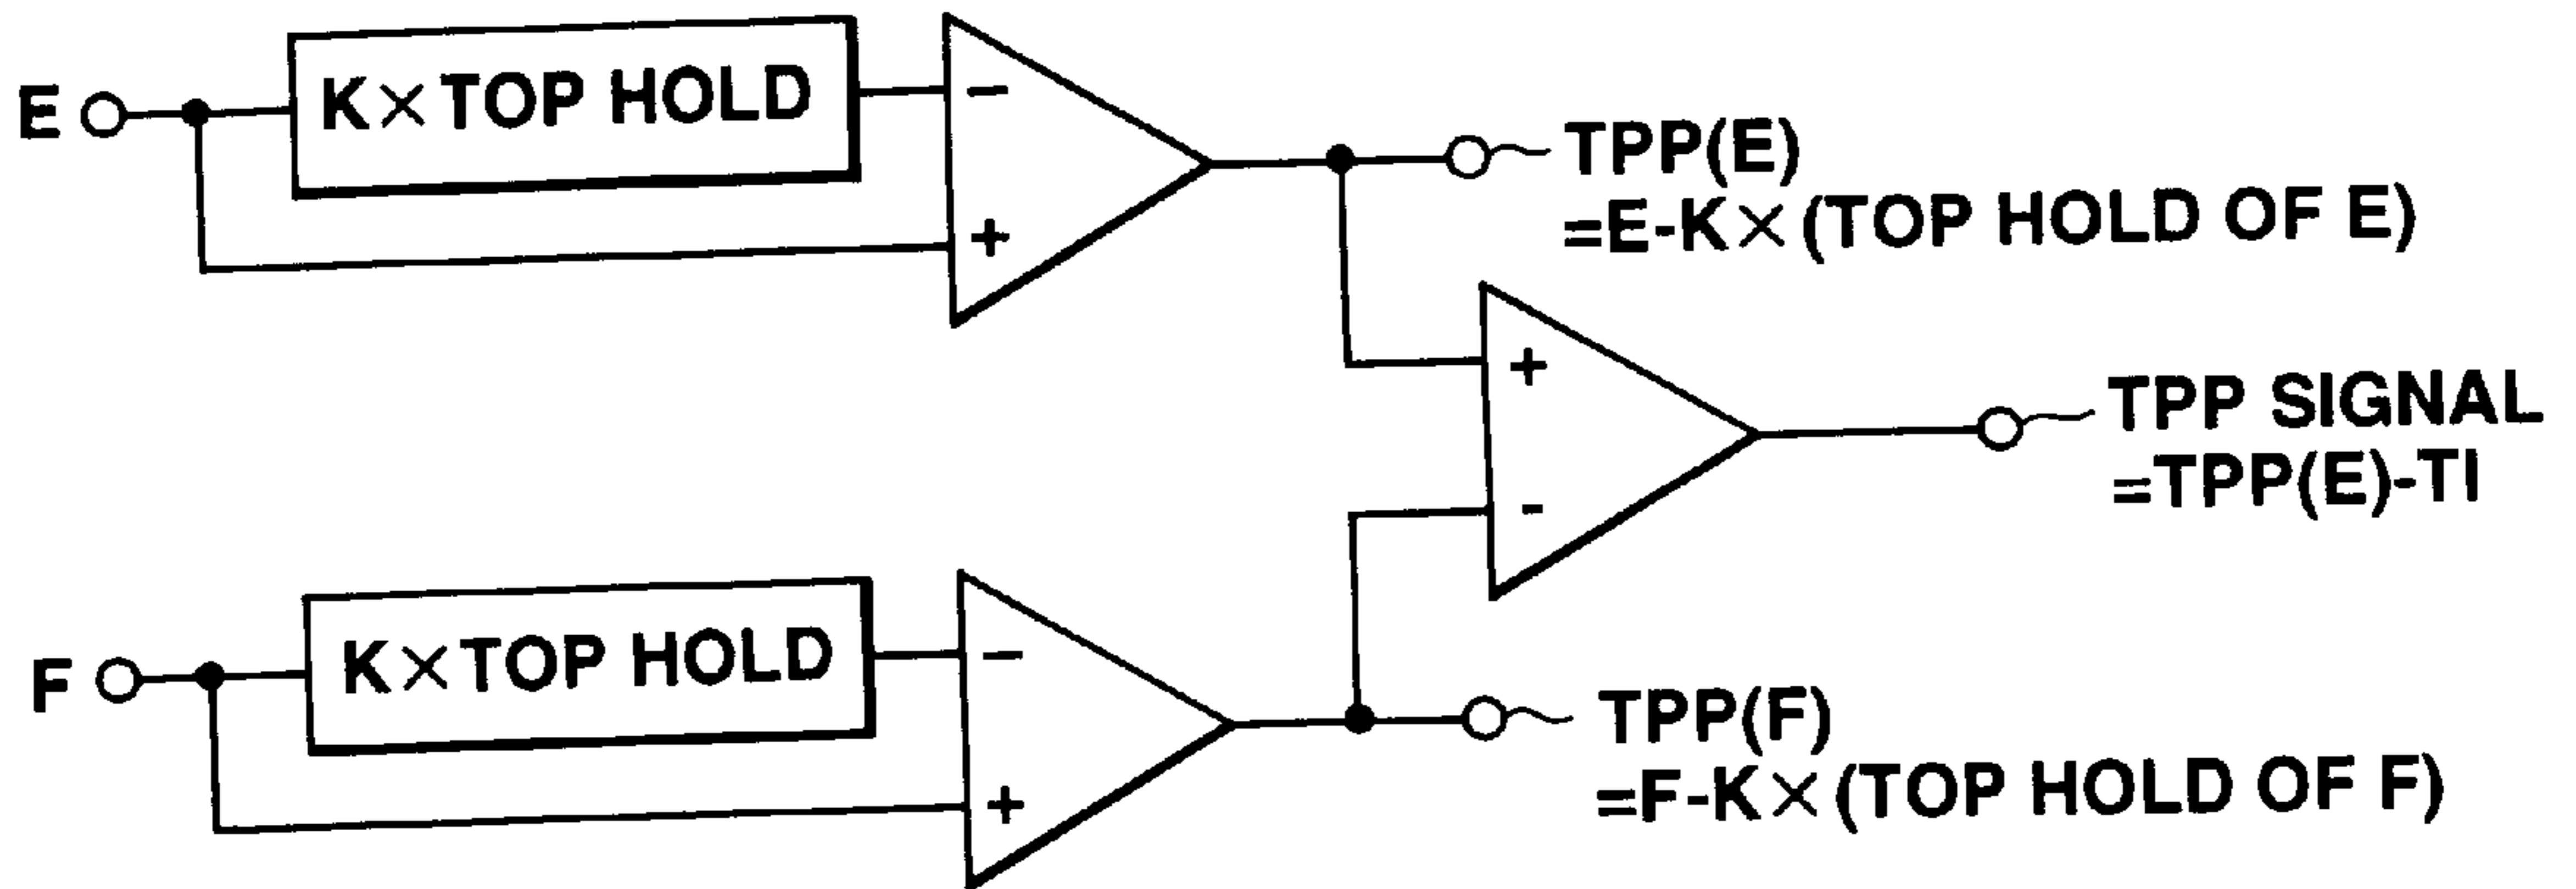 E
K×TOP HOLD
−
+
TPP(E)
=E-K×(TOP HOLD OF E)
+
-
TPP SIGNAL
=TPP(E)-TI
F
K×TOP HOLD
−
+
TPP(F)
=F-K×(TOP HOLD OF F)